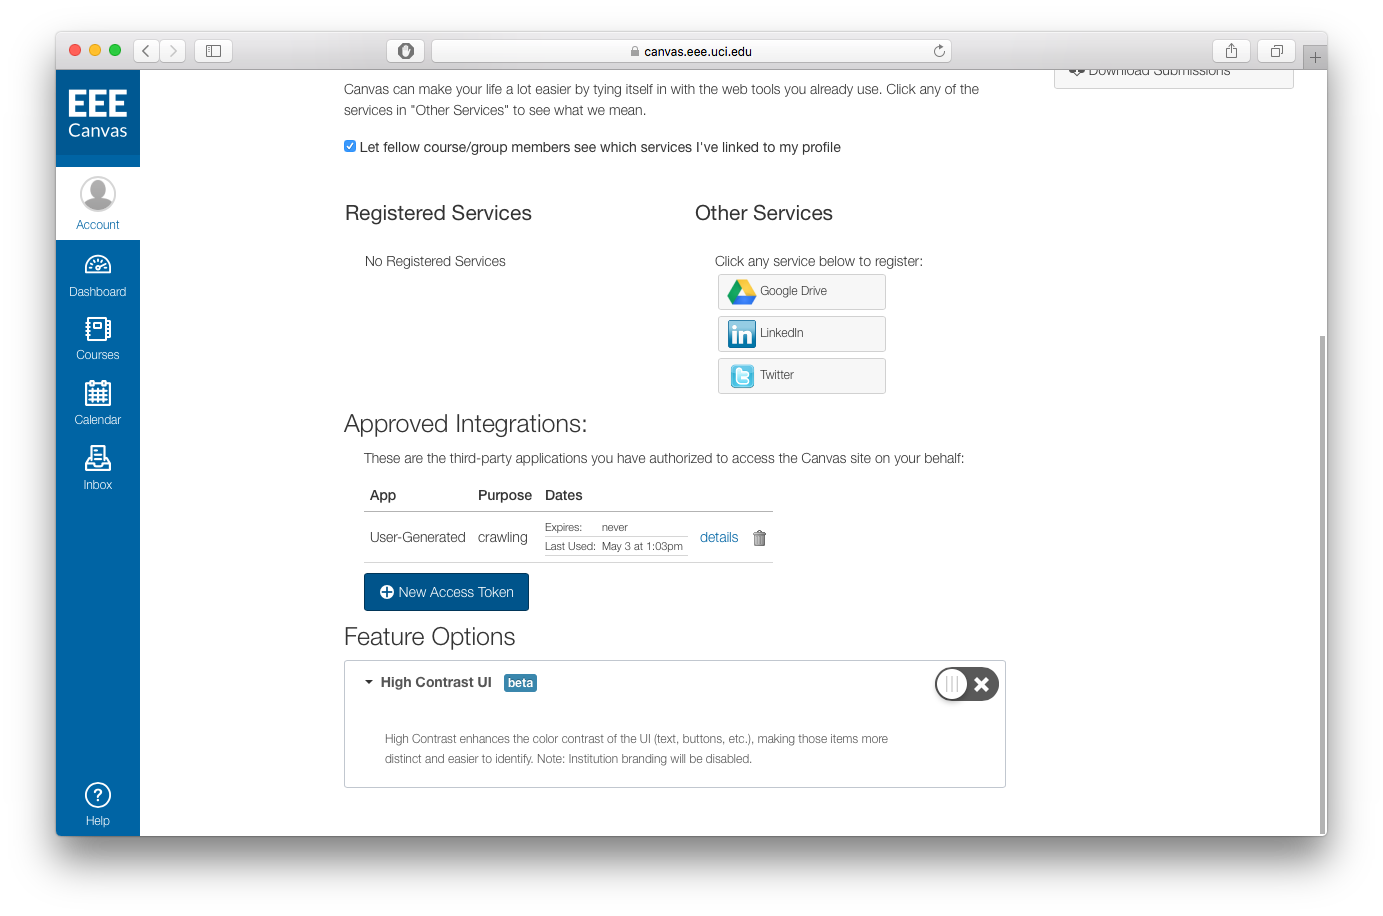 canvas.eee.uci.edu
EEE
Canvas
Account
Dashboard
Courses
Calendar
Inbox
Help
Download Submissions
Canvas can make your life a lot easier by tying itself in with the web tools you already use. Click any of the
services in "Other Services" to see what we mean.
Let fellow course/group members see which services I've linked to my profile
Registered Services
No Registered Services
Other Services
Click any service below to register:
Google Drive
in LinkedIn
t Twitter
Approved Integrations:
These are the third-party applications you have authorized to access the Canvas site on your behalf:
App Purpose Dates
User-Generated crawling Expires: never
Last Used: May 3 at 1:03pm
details
New Access Token
Feature Options
High Contrast UI beta
High Contrast enhances the color contrast of the UI (text, buttons, etc.), making those items more
distinct and easier to identify. Note: Institution branding will be disabled.